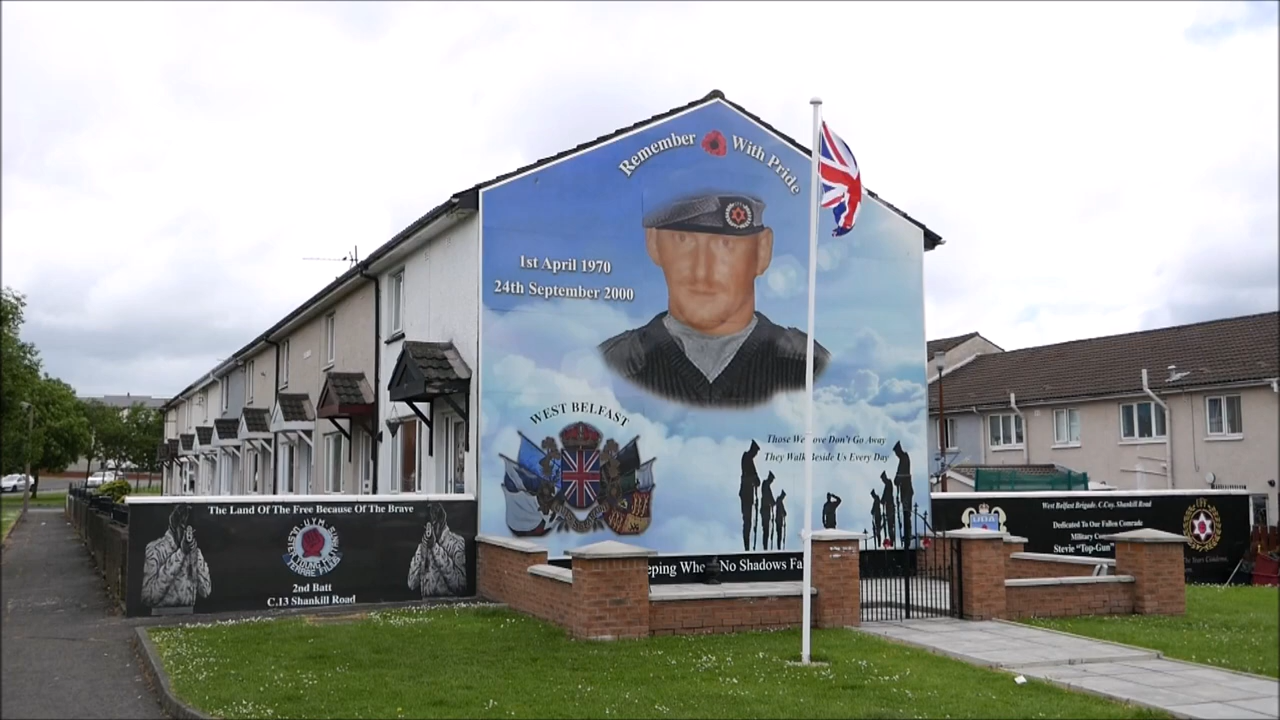 Remember With Pride
1st April 1970
24th September 2000
WEST BELFAST
Those We Love Don't Go Away
They Walk Beside Us Every Day
eping Whe No Shadows Fa
The Land Of The Free Because Of The Brave
U.Y.M
2nd Batt
C.13 Shankill Road
West Belfast Brigade. C.Coy. Shankill Road
UDA
Dedicated To Our Fallen Comrade
Military Com
Stevie "Top-Gun"